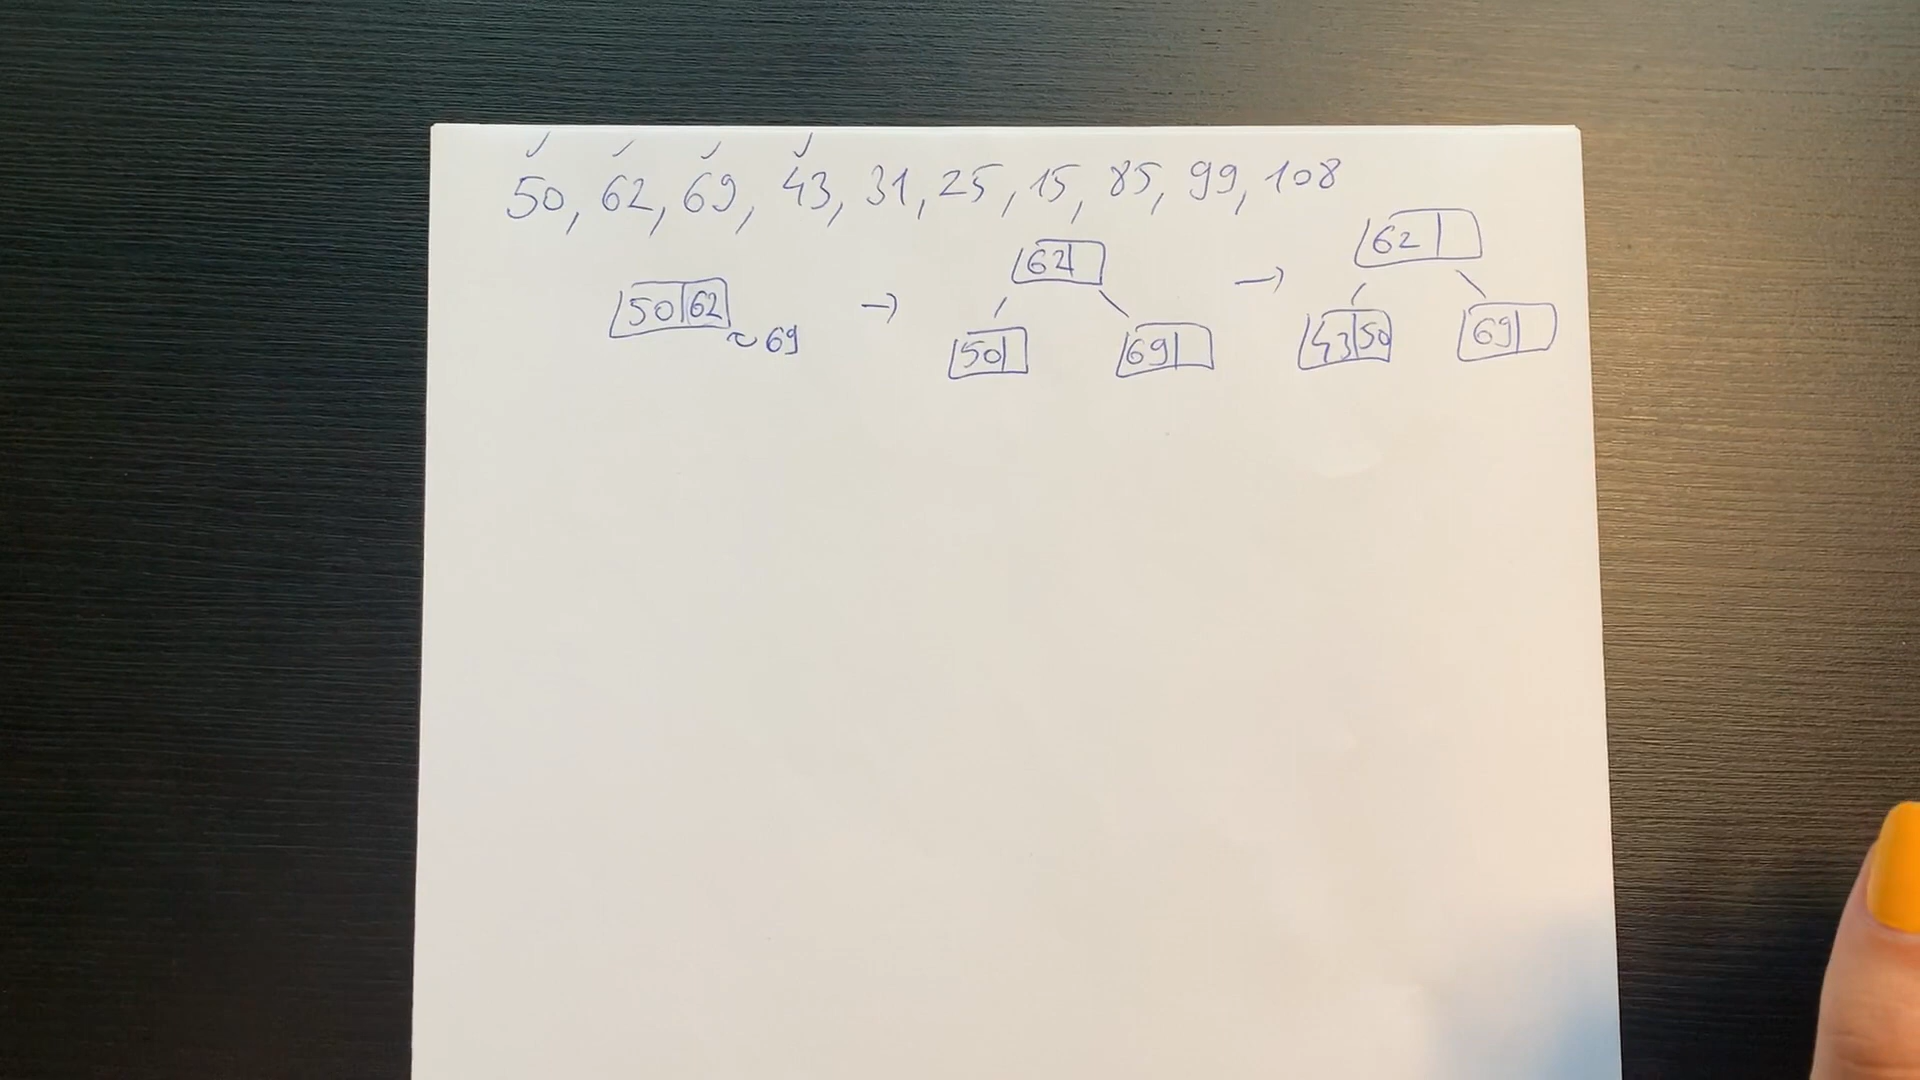 50, 62, 69, 43, 31, 25, 15, 85, 99, 108
50 62 ~ 69 → 62 → 62
50 69 43 50 69